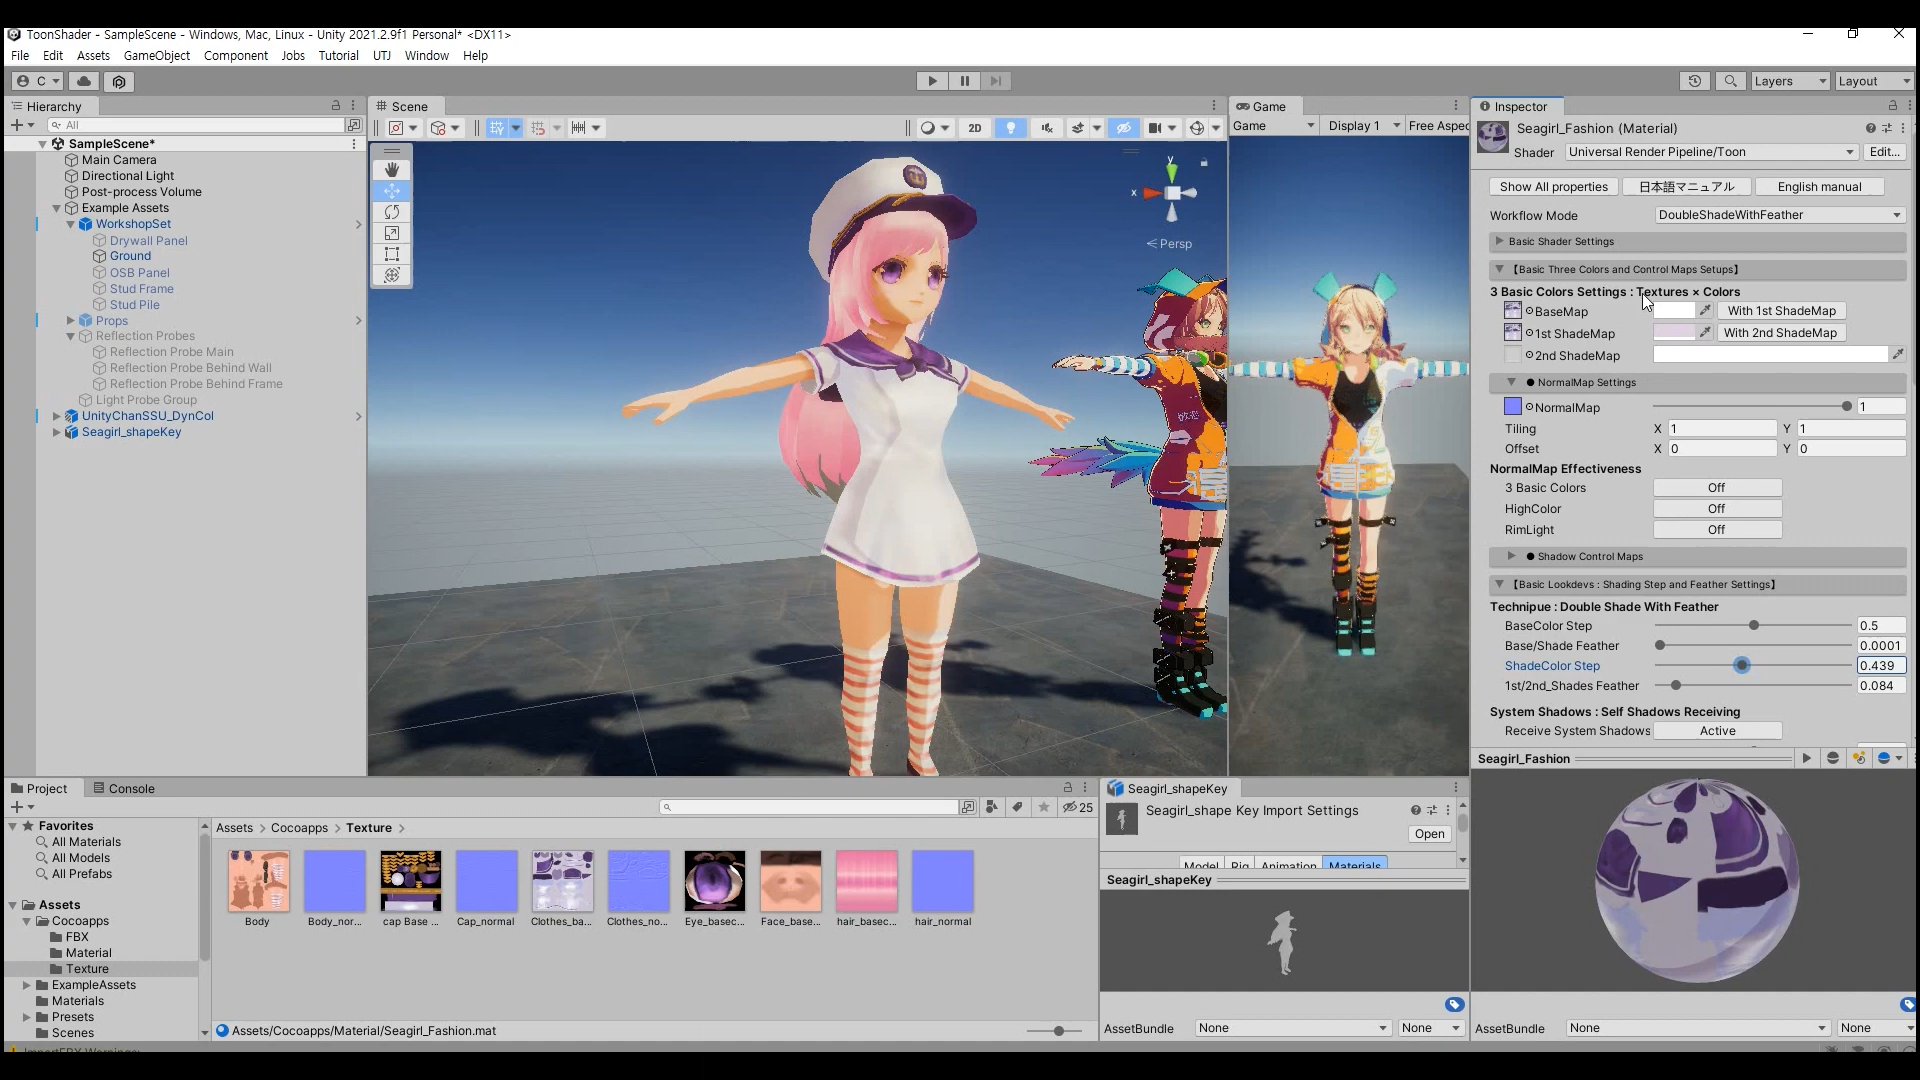 ToonShader - SampleScene - Windows, Mac, Linux - Unity 2021.2.9f1 Personal* <DX11>
File Edit Assets GameObject Component Jobs Tutorial UTJ Window Help
C
Layers
Layout
Hierarchy
All
SampleScene*
Main Camera
Directional Light
Post-process Volume
Example Assets
WorkshopSet
Drywall Panel
Ground
OSB Panel
Stud Frame
Stud Pile
Props
Reflection Probes
Reflection Probe Main
Reflection Probe Behind Wall
Reflection Probe Behind Frame
Light Probe Group
UnityChanSSU_DynCol
Seagirl_shapeKey
Scene
2D
y
x
Persp
Game
Game Display 1 Free Aspec
Inspector
Seagirl_Fashion (Material)
Shader Universal Render Pipeline/Toon Edit...
Show All properties 日本語マニュアル English manual
Workflow Mode DoubleShadeWithFeather
Basic Shader Settings
【Basic Three Colors and Control Maps Setups】
3 Basic Colors Settings : Textures × Colors
BaseMap With 1st ShadeMap
1st ShadeMap With 2nd ShadeMap
2nd ShadeMap
● NormalMap Settings
NormalMap 1
Tiling X 1 Y 1
Offset X 0 Y 0
NormalMap Effectiveness
3 Basic Colors Off
HighColor Off
RimLight Off
● Shadow Control Maps
【Basic Lookdevs : Shading Step and Feather Settings】
Technipue : Double Shade With Feather
BaseColor Step 0.5
Base/Shade Feather 0.0001
ShadeColor Step 0.439
1st/2nd_Shades Feather 0.084
System Shadows : Self Shadows Receiving
Receive System Shadows Active
Seagirl_Fashion
AssetBundle None None
Project Console
25
Favorites
All Materials
All Models
All Prefabs
Assets
Cocoapps
FBX
Material
Texture
ExampleAssets
Materials
Presets
Scenes
Assets > Cocoapps > Texture >
Body Body_nor... cap Base ... Cap_normal Clothes_ba... Clothes_no... Eye_basec... Face_base... hair_basec... hair_normal
Assets/Cocoapps/Material/Seagirl_Fashion.mat
Seagirl_shapeKey
Seagirl_shape Key Import Settings
Open
Model Rig Animation Materials
Seagirl_shapeKey
AssetBundle None None